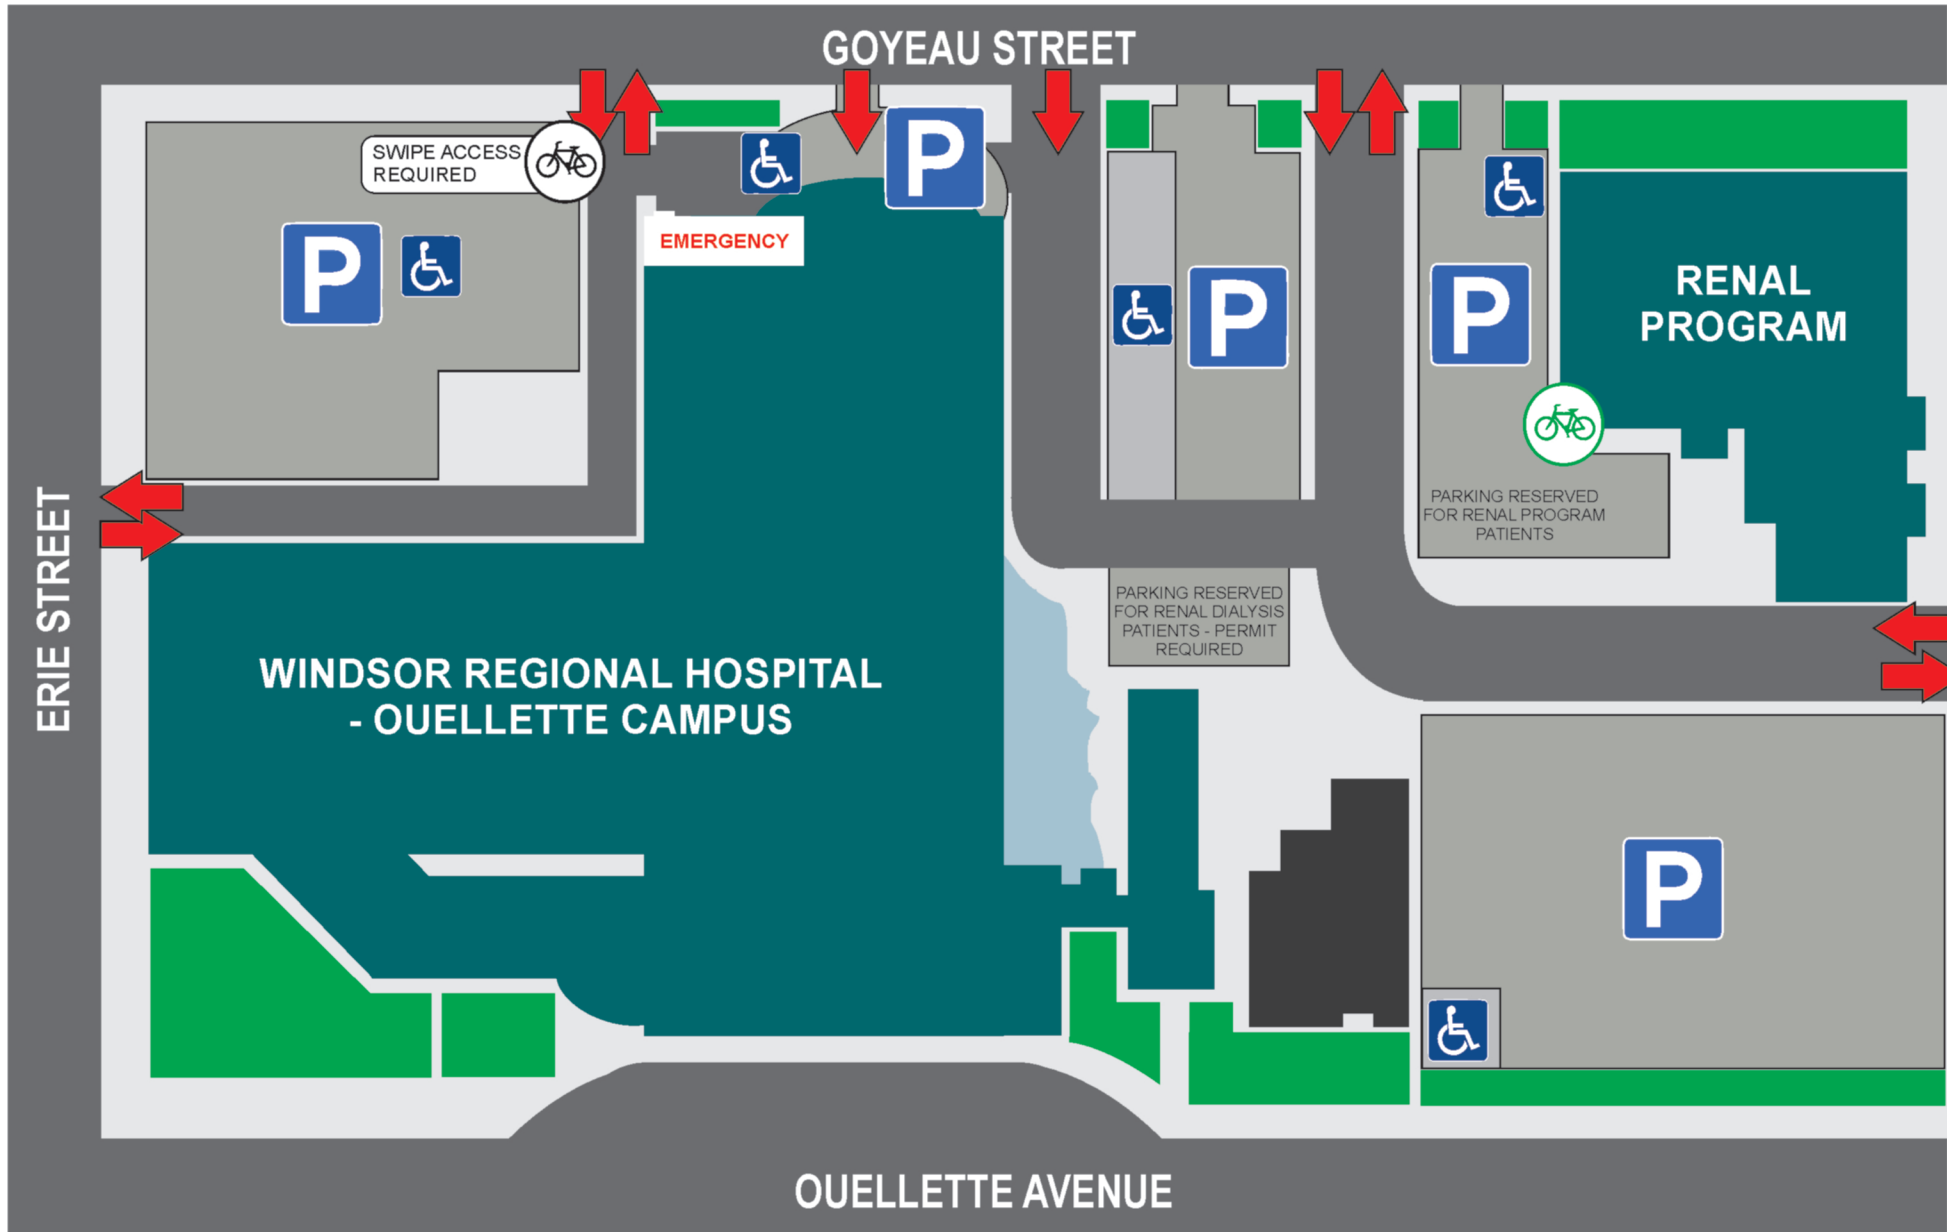 GOYEAU STREET
SWIPE ACCESS
REQUIRED
P
EMERGENCY
P
P
P
RENAL
PROGRAM
PARKING RESERVED
FOR RENAL PROGRAM
PATIENTS
ERIE STREET
PARKING RESERVED
FOR RENAL DIALYSIS
PATIENTS - PERMIT
REQUIRED
WINDSOR REGIONAL HOSPITAL
- OUELLETTE CAMPUS
P
OUELLETTE AVENUE